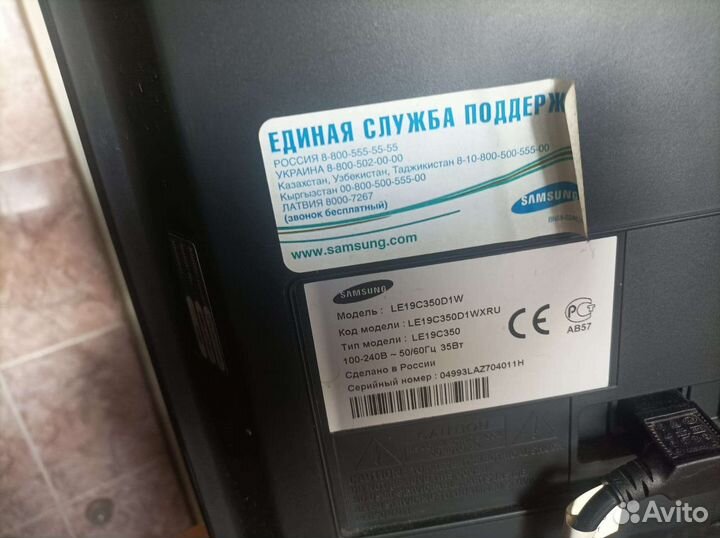 ЕДИНАЯ СЛУЖБА ПОДДЕРЖ
РОССИЯ 8-800-555-55-55
УКРАИНА 8-800-502-00-00
Казахстан, Узбекистан, Таджикистан 8-10-800-500-555-00
Кыргызстан 00-800-500-555-00
ЛАТВИЯ 8000-7267
(звонок бесплатный)
SAMSUNG
www.samsung.com
SAMSUNG
Модель : LE19C350D1W
Код модели : LE19C350D1WXRU
Тип модели : LE19C350
100-240В ~ 50/60Гц 35Вт
Сделано в России
Серийный номер : 04993LAZ704011H
CE
АВ57
CAUTION
Avito